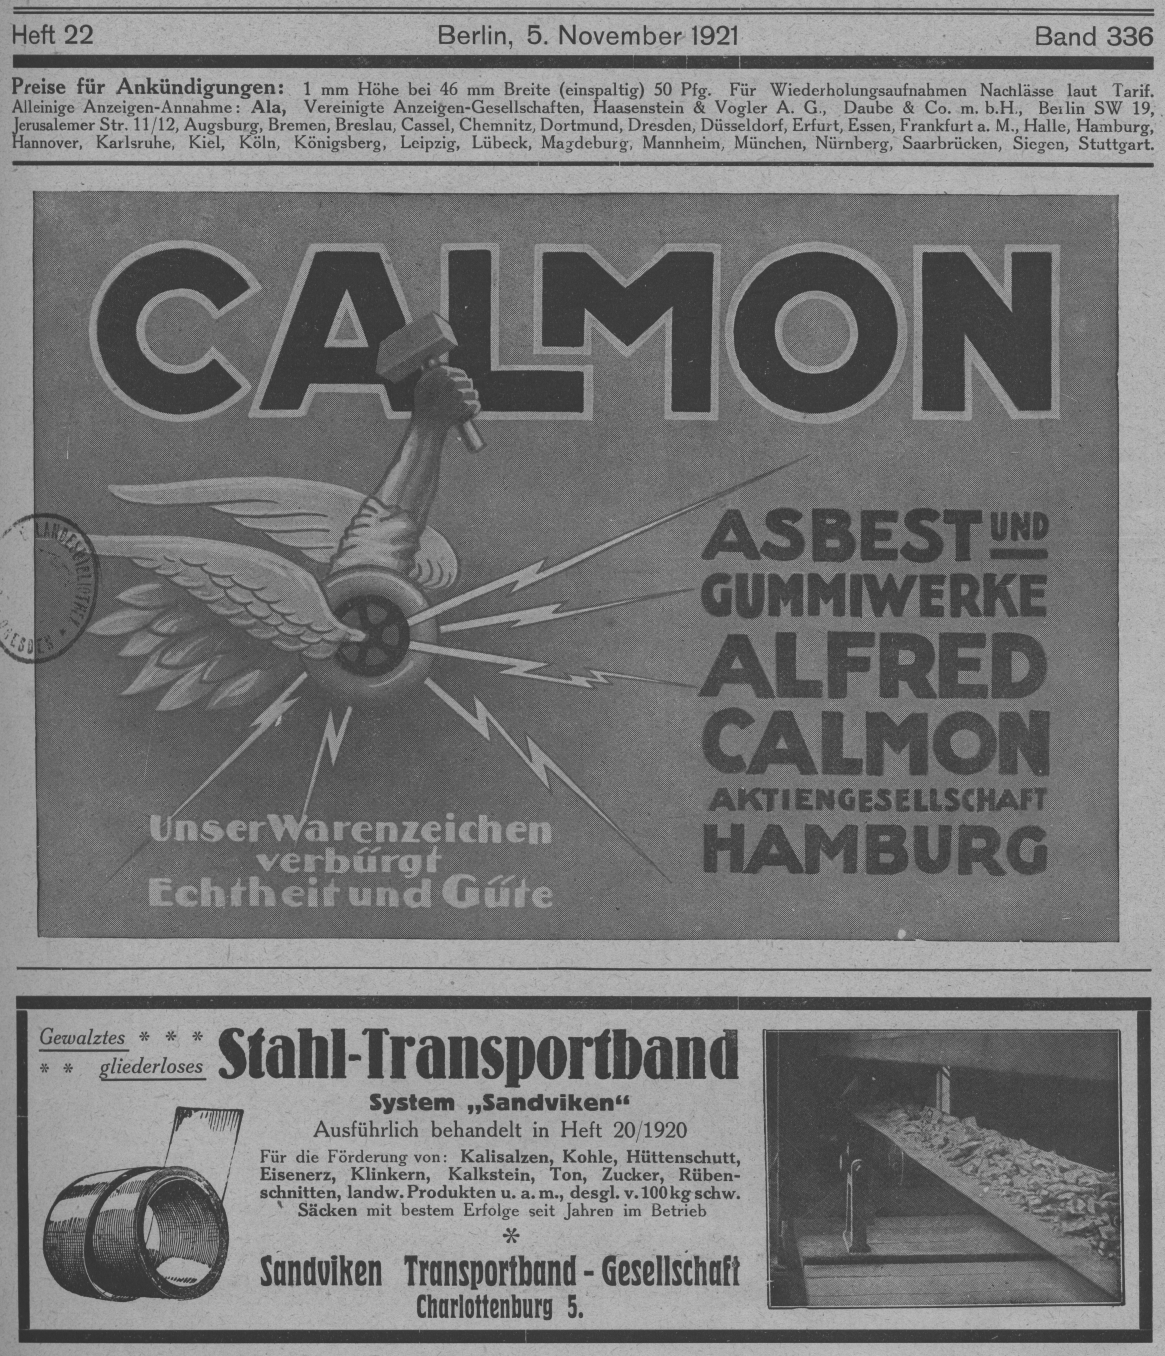 Heft 22 Berlin, 5. November 1921 Band 336
Preise für Ankündigungen: 1 mm Höhe bei 46 mm Breite (einspaltig) 50 Pfg. Für Wiederholungsaufnahmen Nachlässe laut Tarif.
Alleinige Anzeigen-Annahme: Ala, Vereinigte Anzeigen-Gesellschaften, Haasenstein & Vogler A. G., Daube & Co. m. b.H., Berlin SW 19,
Jerusalemer Str. 11/12, Augsburg, Bremen, Breslau, Cassel, Chemnitz, Dortmund, Dresden, Düsseldorf, Erfurt, Essen, Frankfurt a. M., Halle, Hamburg,
Hannover, Karlsruhe, Kiel, Köln, Königsberg, Leipzig, Lübeck, Magdeburg, Mannheim, München, Nürnberg, Saarbrücken, Siegen, Stuttgart.
CALMON
ASBEST UND
GUMMIWERKE
ALFRED
CALMON
AKTIENGESELLSCHAFT
HAMBURG
Unser Warenzeichen
verbürgt
Echtheit und Güte
LANDESBIBLIOTHEK DRESDEN *
Gewalztes * * *
* * gliederloses
Stahl-Transportband
System „Sandviken“
Ausführlich behandelt in Heft 20/1920
Für die Förderung von: Kalisalzen, Kohle, Hüttenschutt,
Eisenerz, Klinkern, Kalkstein, Ton, Zucker, Rüben-
schnitten, landw. Produkten u. a. m., desgl. v. 100 kg schw.
Säcken mit bestem Erfolge seit Jahren im Betrieb
*
Sandviken Transportband - Gesellschaft
Charlottenburg 5.